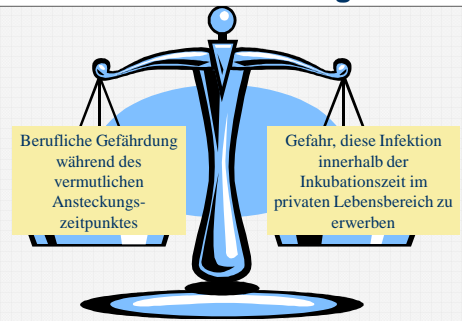 Berufliche Gefährdung
während des
vermutlichen
Ansteckungs-
zeitpunktes
Gefahr, diese Infektion
innerhalb der
Inkubationszeit im
privaten Lebensbereich zu
erwerben